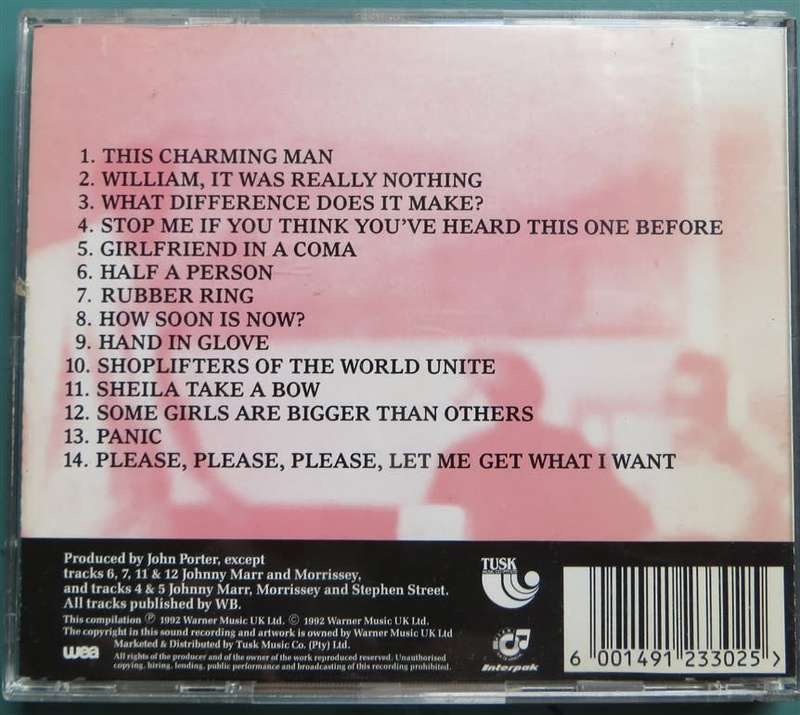 1. THIS CHARMING MAN
2. WILLIAM, IT WAS REALLY NOTHING
3. WHAT DIFFERENCE DOES IT MAKE?
4. STOP ME IF YOU THINK YOU'VE HEARD THIS ONE BEFORE
5. GIRLFRIEND IN A COMA
6. HALF A PERSON
7. RUBBER RING
8. HOW SOON IS NOW?
9. HAND IN GLOVE
10. SHOPLIFTERS OF THE WORLD UNITE
11. SHEILA TAKE A BOW
12. SOME GIRLS ARE BIGGER THAN OTHERS
13. PANIC
14. PLEASE, PLEASE, PLEASE, LET ME GET WHAT I WANT
Produced by John Porter, except
tracks 6, 7, 11 & 12 Johnny Marr and Morrissey,
and tracks 4 & 5 Johnny Marr, Morrissey and Stephen Street.
All tracks published by WB.
This compilation ℗ 1992 Warner Music UK Ltd. © 1992 Warner Music UK Ltd.
The copyright in this sound recording and artwork is owned by Warner Music UK Ltd
Marketed & Distributed by Tusk Music Co. (Pty) Ltd.
wea
All rights of the producer and of the owner of the work reproduced reserved. Unauthorised
copying, hiring, lending, public performance and broadcasting of this recording prohibited.
TUSK
Interpak
6 001491 233025 >